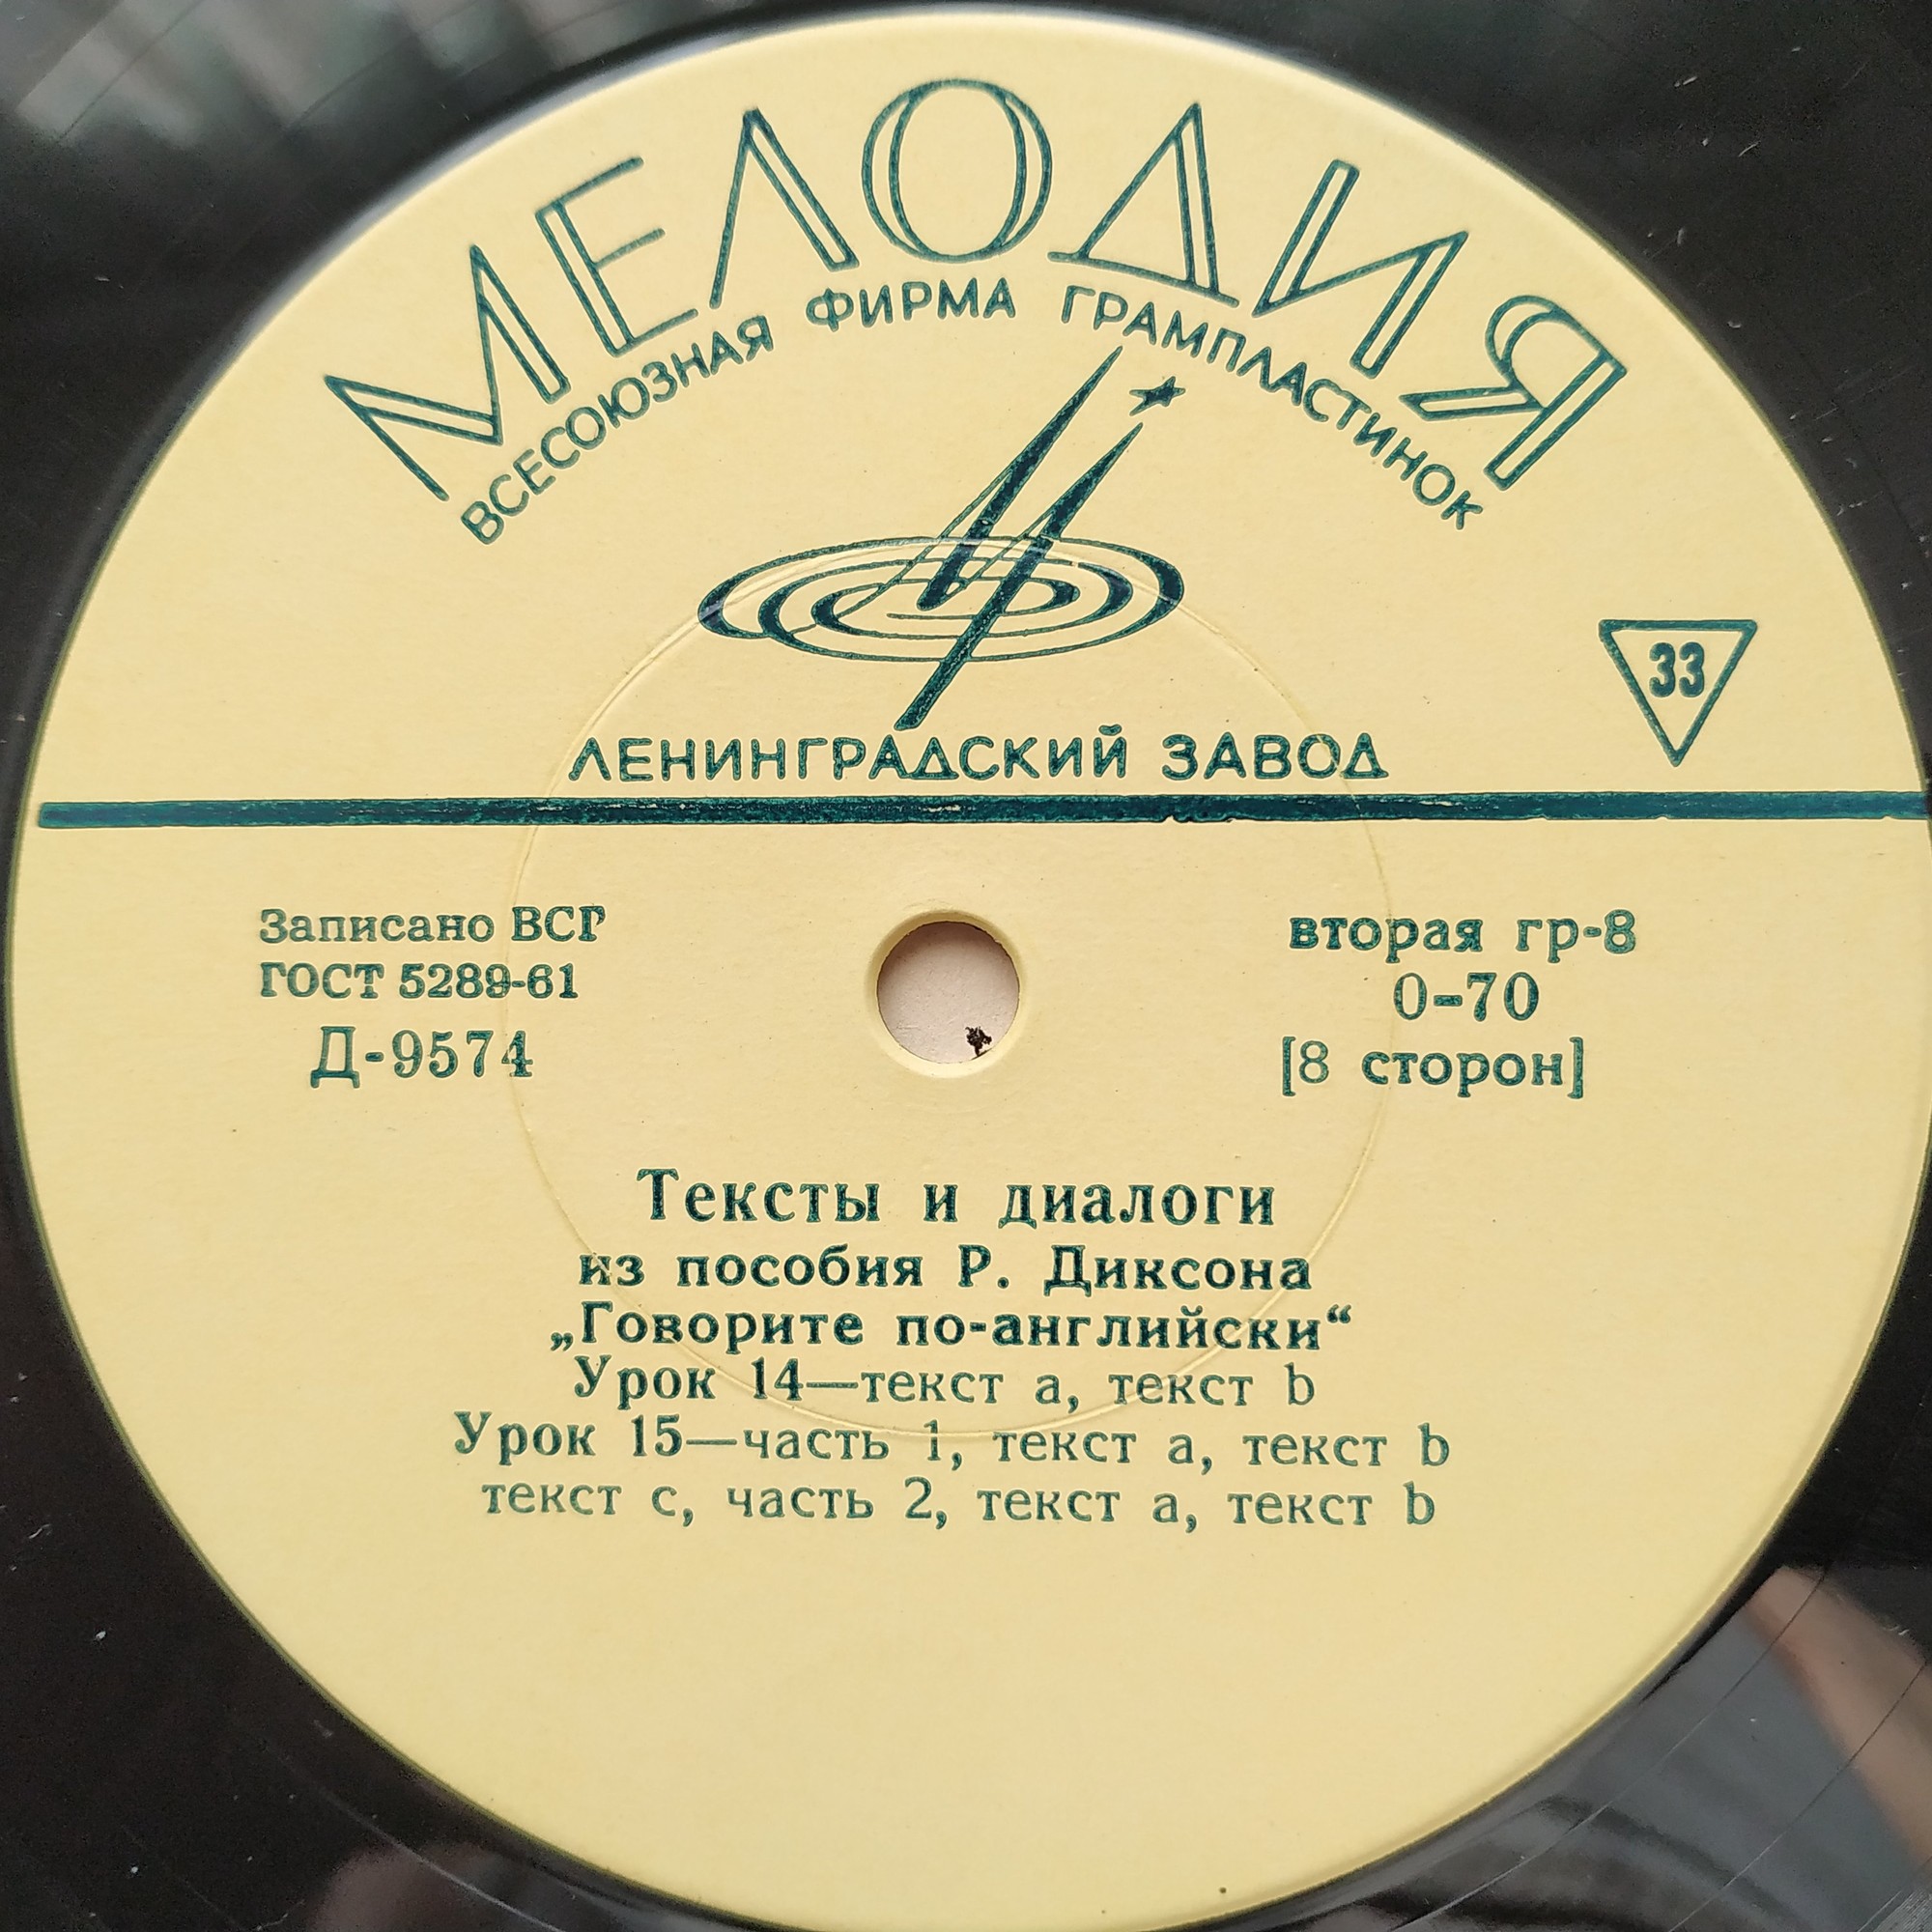 МЕЛОДИЯ
ВСЕСОЮЗНАЯ ФИРМА ГРАМПЛАСТИНОК
33
ЛЕНИНГРАДСКИЙ ЗАВОД
Записано ВСГ
ГОСТ 5289-61
Д-9574
вторая гр-8
0-70
[8 сторон]
Тексты и диалоги
из пособия Р. Диксона
„Говорите по-английски“
Урок 14—текст a, текст b
Урок 15—часть 1, текст a, текст b
текст c, часть 2, текст a, текст b